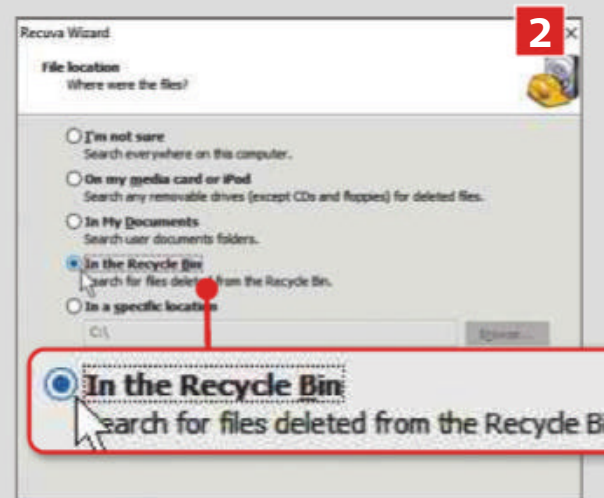 Recuva Wizard
2
File location
Where were the files?
I'm not sure
Search everywhere on this computer.
On my media card or iPod
Search any removable drives (except CDs and floppies) for deleted files.
In My Documents
Search user documents folders.
In the Recycle Bin
Search for files deleted from the Recycle Bin.
In a specific location
C:\
Browse...
In the Recycle Bin
Search for files deleted from the Recycle Bi